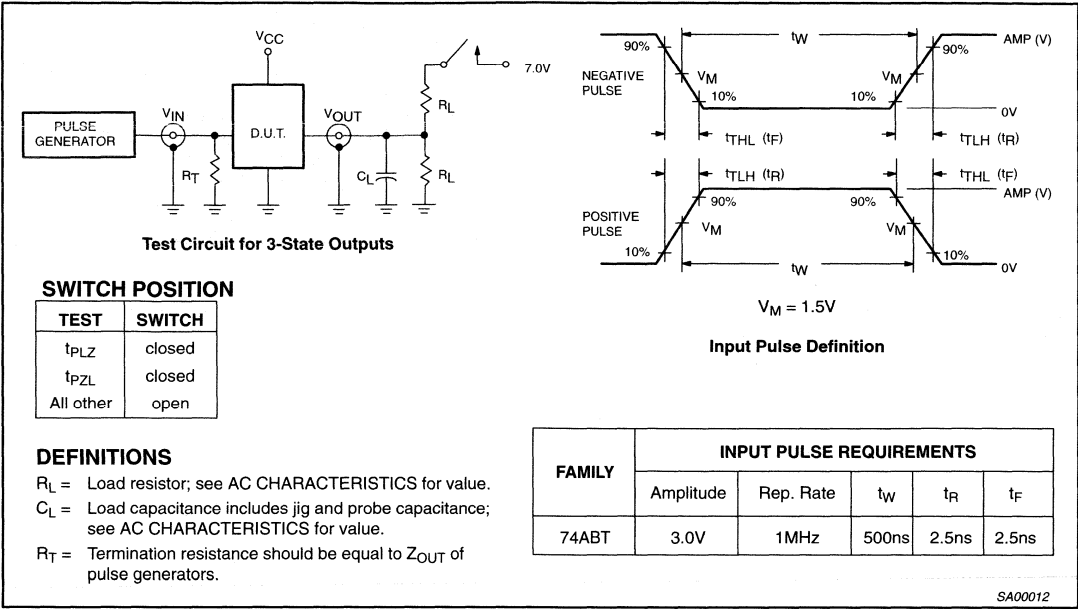 VCC
7.0V
RL
VIN
VOUT
PULSE
GENERATOR
D.U.T.
RT
CL
RL
Test Circuit for 3-State Outputs
tW
AMP (V)
90%
90%
NEGATIVE
PULSE
VM
VM
10%
10%
0V
tTHL (tF)
tTLH (tR)
tTLH (tR)
tTHL (tF)
AMP (V)
90%
90%
POSITIVE
PULSE
VM
VM
10%
10%
tW
0V
VM = 1.5V
Input Pulse Definition
SWITCH POSITION
TEST SWITCH
tPLZ closed
tPZL closed
All other open
DEFINITIONS
RL = Load resistor; see AC CHARACTERISTICS for value.
CL = Load capacitance includes jig and probe capacitance;
see AC CHARACTERISTICS for value.
RT = Termination resistance should be equal to ZOUT of
pulse generators.
FAMILY INPUT PULSE REQUIREMENTS
Amplitude Rep. Rate tW tR tF
74ABT 3.0V 1MHz 500ns 2.5ns 2.5ns
SA00012